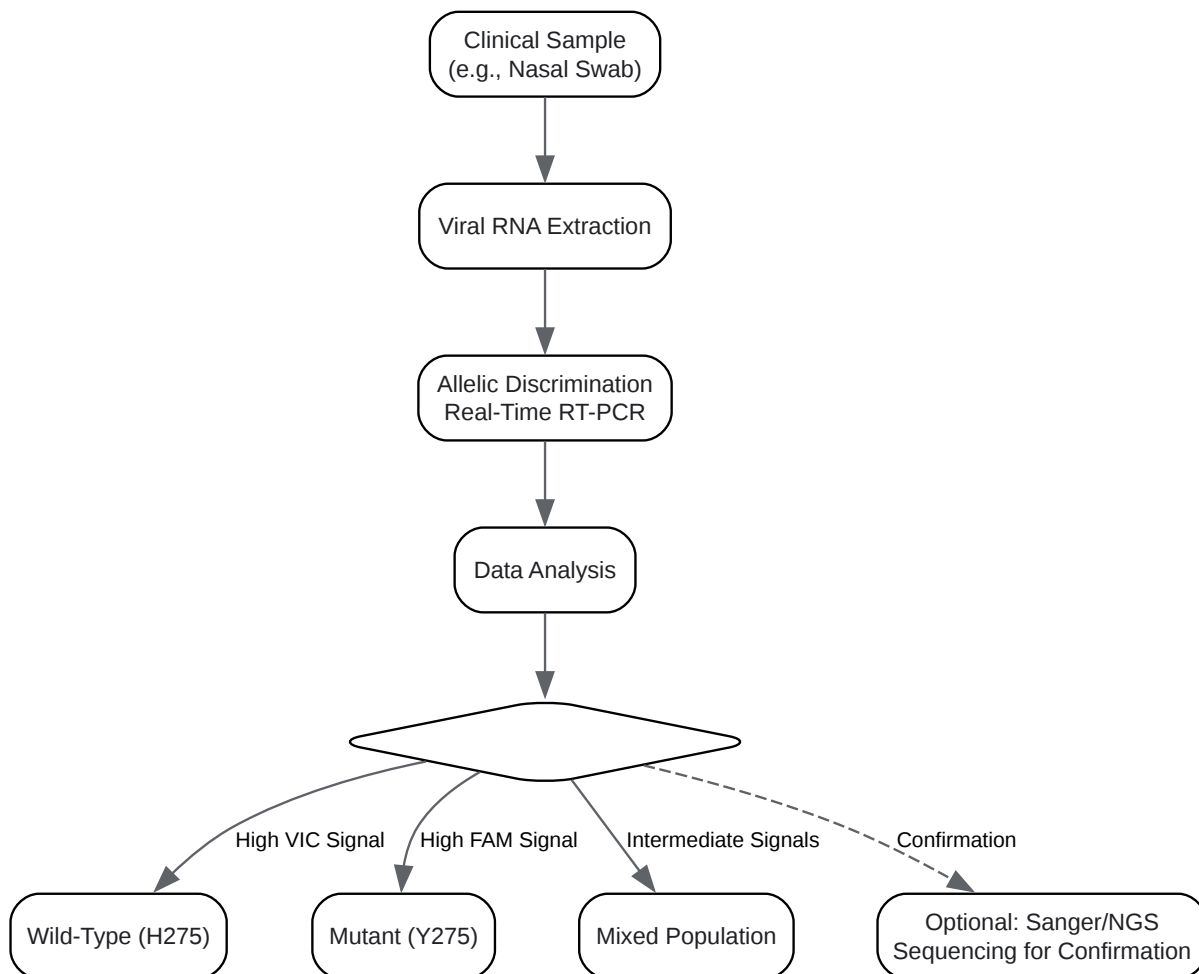 Clinical Sample
(e.g., Nasal Swab)
Viral RNA Extraction
Allelic Discrimination
Real-Time RT-PCR
Data Analysis
High VIC Signal
High FAM Signal
Intermediate Signals
Confirmation
Wild-Type (H275)
Mutant (Y275)
Mixed Population
Optional: Sanger/NGS
Sequencing for Confirmation